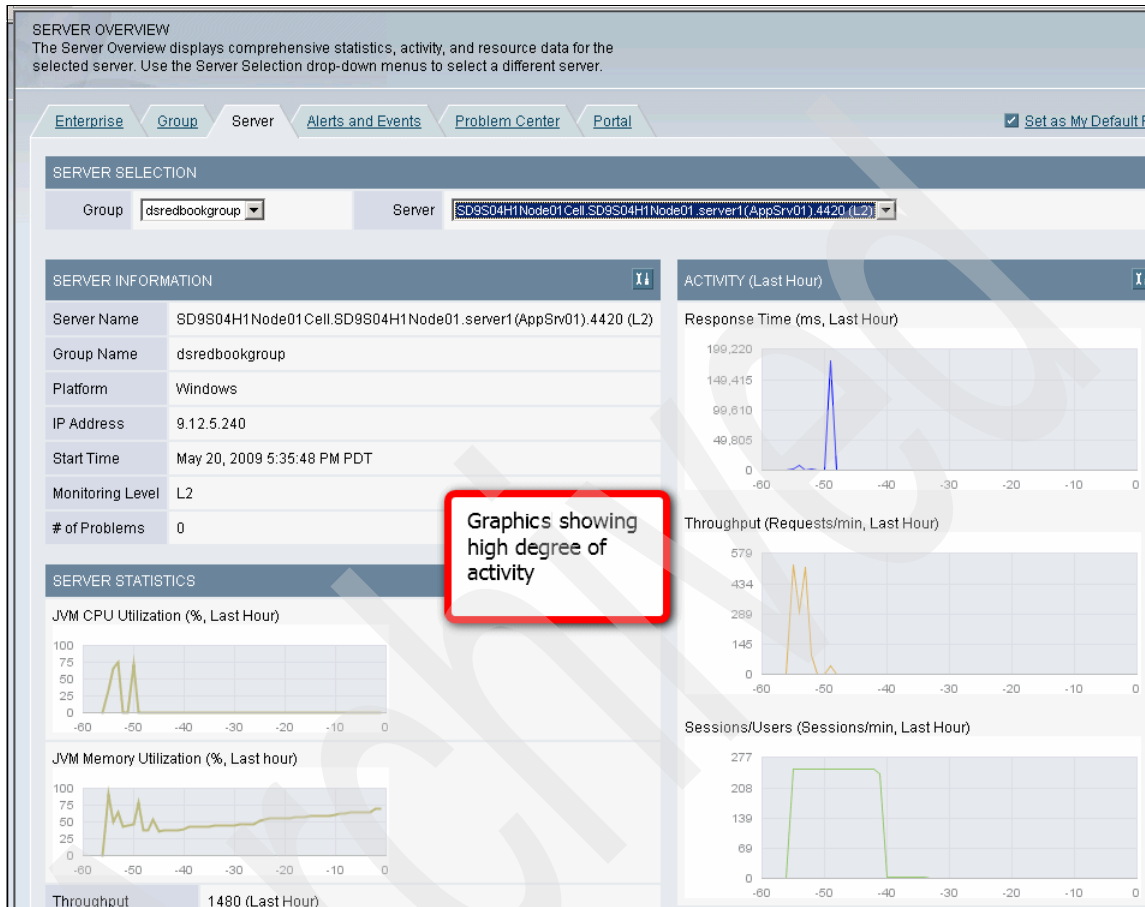 SERVER OVERVIEW
The Server Overview displays comprehensive statistics, activity, and resource data for the
selected server. Use the Server Selection drop-down menus to select a different server.
Enterprise Group Server Alerts and Events Problem Center Portal Set as My Default
SERVER SELECTION
Group dsredbookgroup Server SD9S04H1Node01Cell.SD9S04H1Node01.server1(AppSrv01).4420 (L2)
SERVER INFORMATION
Server Name SD9S04H1Node01Cell.SD9S04H1Node01.server1(AppSrv01).4420 (L2)
Group Name dsredbookgroup
Platform Windows
IP Address 9.12.5.240
Start Time May 20, 2009 5:35:48 PM PDT
Monitoring Level L2
# of Problems 0
Graphics showing
high degree of
activity
SERVER STATISTICS
JVM CPU Utilization (%, Last Hour)
100
75
50
25
0
-60 -50 -40 -30 -20 -10 0
JVM Memory Utilization (%, Last hour)
100
75
50
25
0
-60 -50 -40 -30 -20 -10 0
Throughput 1480 (Last Hour)
ACTIVITY (Last Hour)
Response Time (ms, Last Hour)
199,220
149,415
99,610
49,805
0
-60 -50 -40 -30 -20 -10 0
Throughput (Requests/min, Last Hour)
579
434
289
145
0
-60 -50 -40 -30 -20 -10 0
Sessions/Users (Sessions/min, Last Hour)
277
208
139
69
0
-60 -50 -40 -30 -20 -10 0